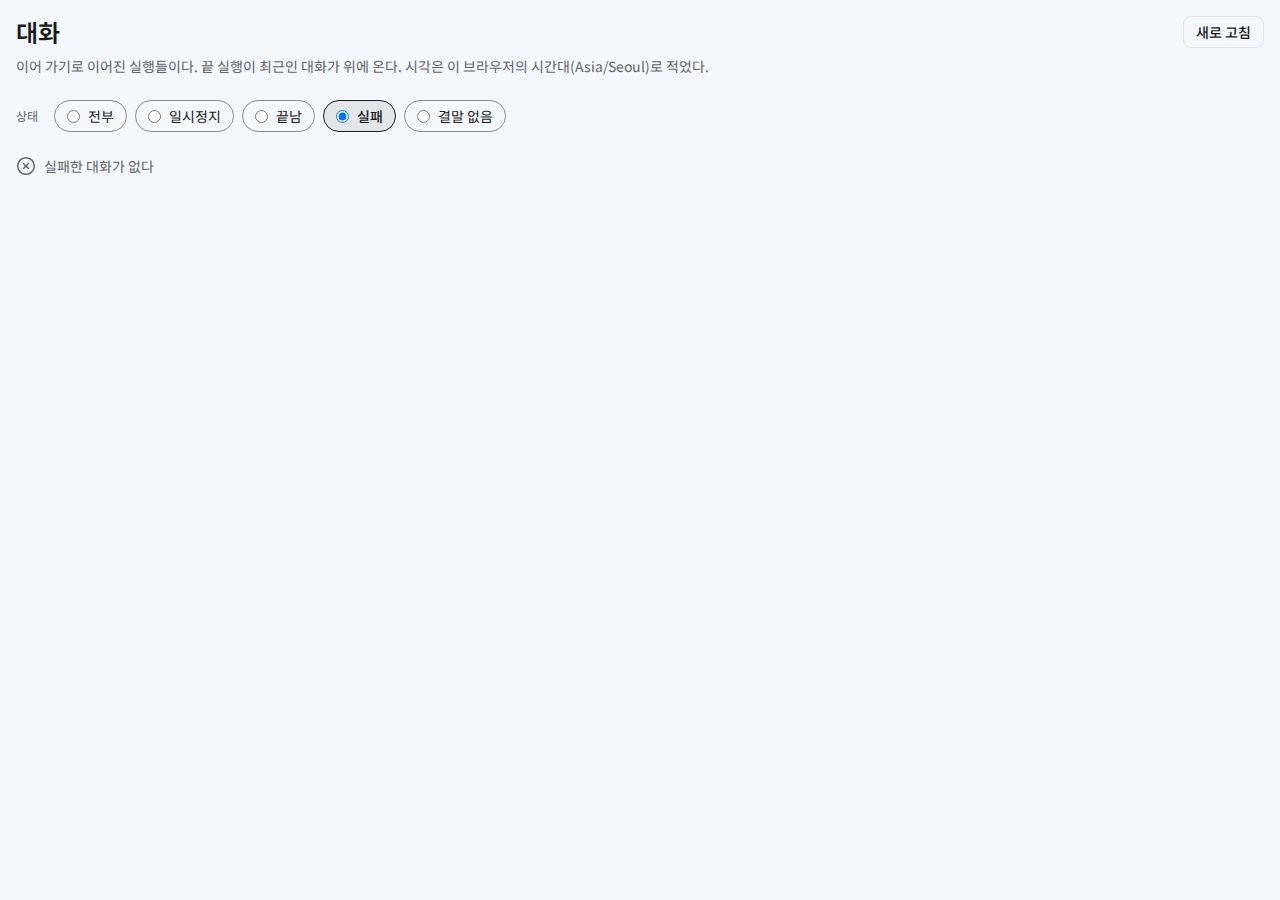 대화
새로 고침
이어 가기로 이어진 실행들이다. 끝 실행이 최근인 대화가 위에 온다. 시각은 이 브라우저의 시간대(Asia/Seoul)로 적었다.
상태 전부 일시정지 끝남 실패 결말 없음
실패한 대화가 없다